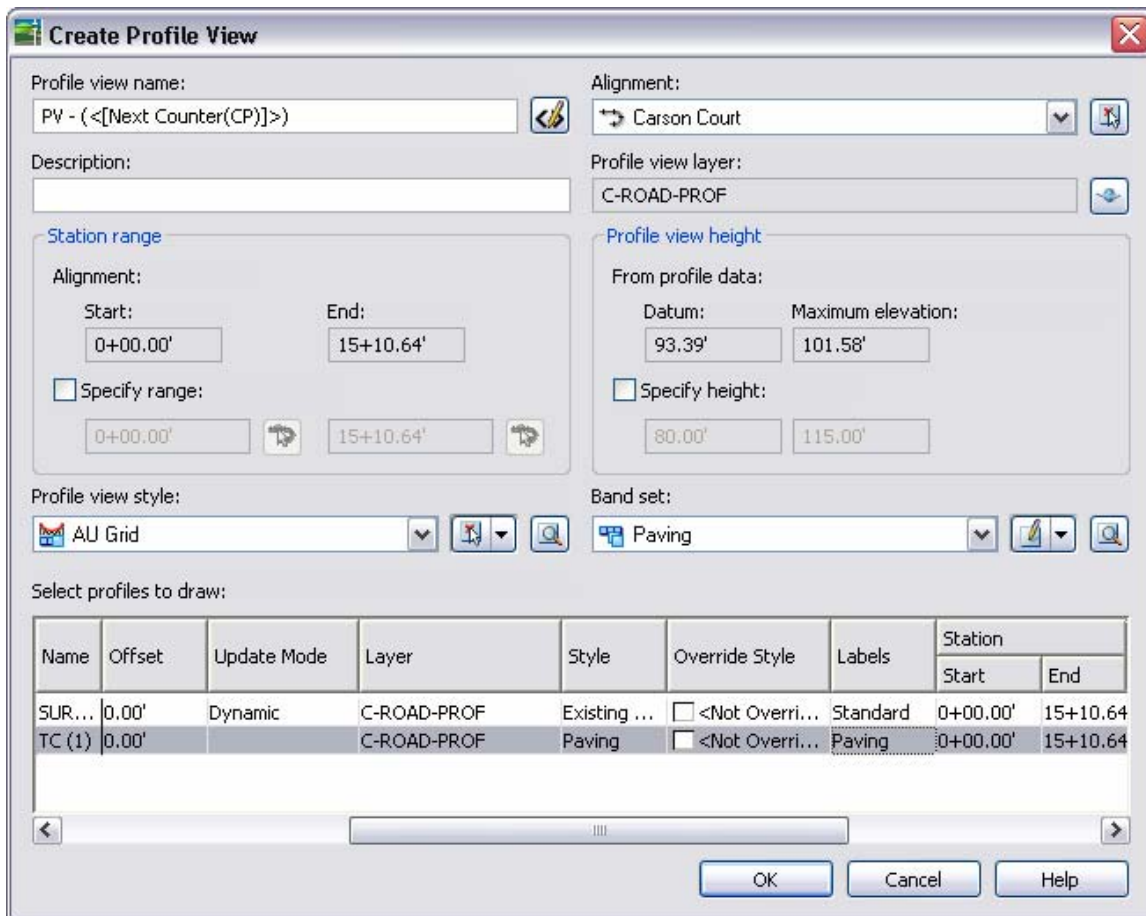 Create Profile View
Profile view name:
PV - (<[Next Counter(CP)]>)
Alignment:
Carson Court
Description:
Profile view layer:
C-ROAD-PROF
Station range
Alignment:
Start: End:
0+00.00' 15+10.64'
Specify range:
0+00.00' 15+10.64'
Profile view height
From profile data:
Datum: Maximum elevation:
93.39' 101.58'
Specify height:
80.00' 115.00'
Profile view style:
AU Grid
Band set:
Paving
Select profiles to draw:
Name Offset Update Mode Layer Style Override Style Labels Station
Start End
SUR... 0.00' Dynamic C-ROAD-PROF Existing ... <Not Overri... Standard 0+00.00' 15+10.64
TC (1) 0.00' C-ROAD-PROF Paving <Not Overri... Paving 0+00.00' 15+10.64
OK Cancel Help